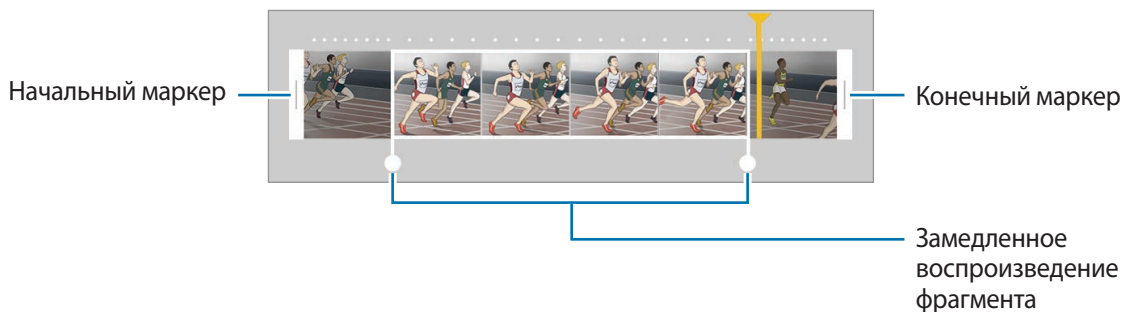 Начальный маркер
Конечный маркер
Замедленное
воспроизведение
фрагмента